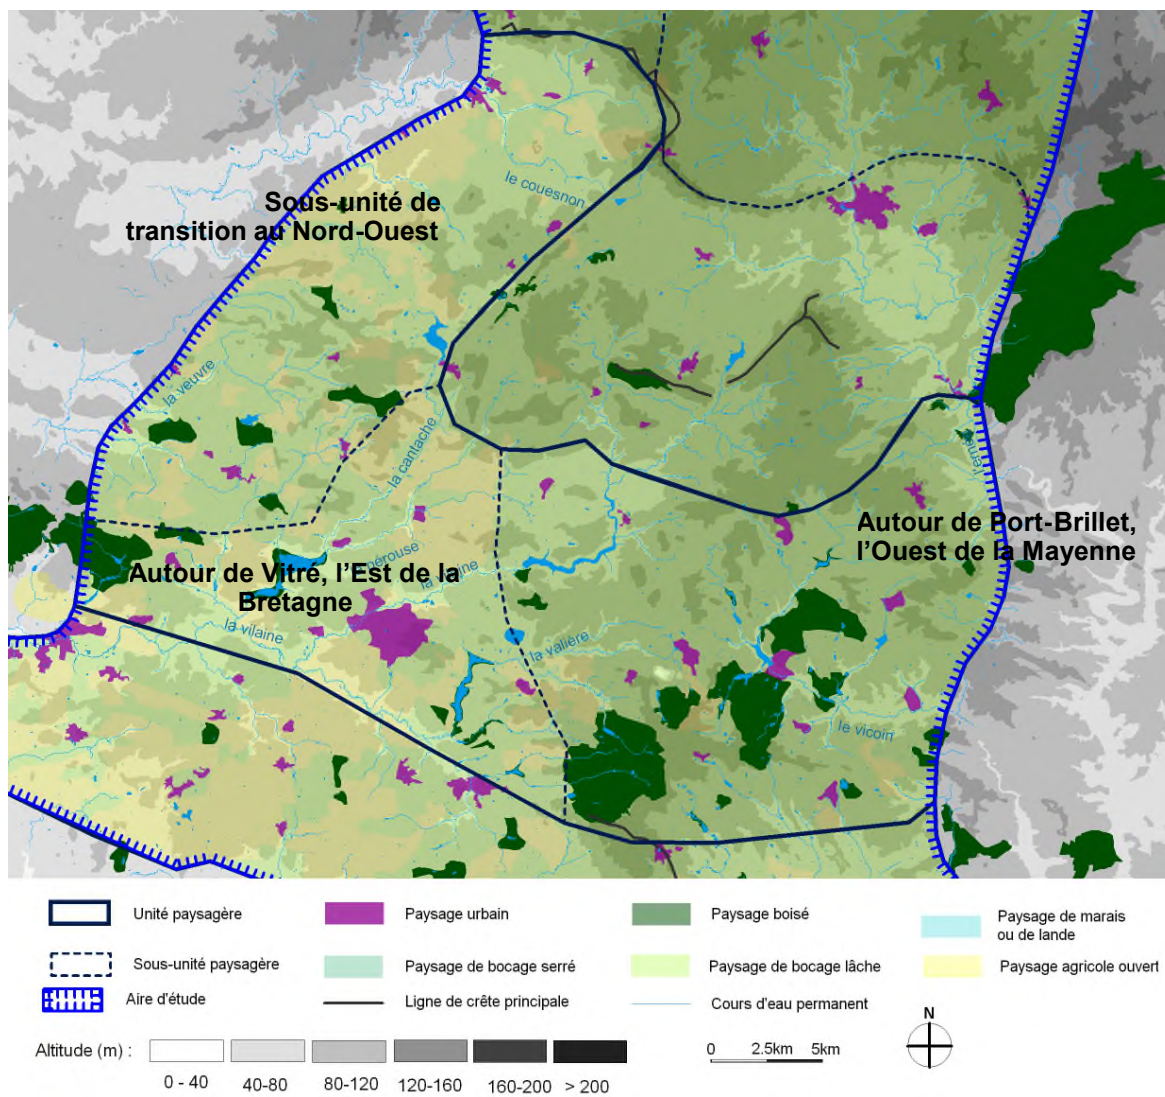 le couesnon
Sous-unité de
transition au Nord-Ouest
la veuvre
la cantache
Autour de Port-Brillet,
l'Ouest de la Mayenne
Autour de Vitré, l'Est de la
Bretagne
la vilaine
la vilaine
la valière
le vicoin
Unité paysagère
Paysage urbain
Paysage boisé
Paysage de marais
ou de lande
Sous-unité paysagère
Paysage de bocage serré
Paysage de bocage lâche
Paysage agricole ouvert
Aire d'étude
Ligne de crête principale
Cours d'eau permanent
N
Altitude (m) :
0 2.5km 5km
0 - 40 40-80 80-120 120-160 160-200 > 200